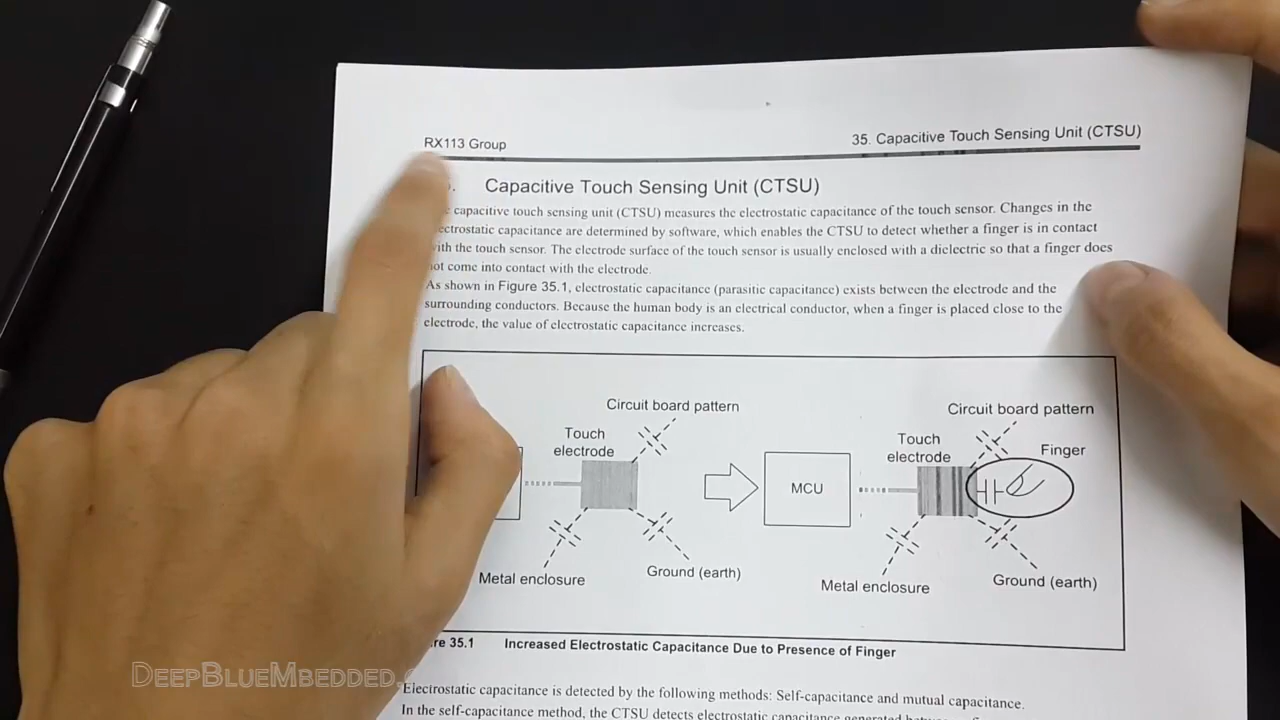 RX113 Group
35. Capacitive Touch Sensing Unit (CTSU)
Capacitive Touch Sensing Unit (CTSU)
capacitive touch sensing unit (CTSU) measures the electrostatic capacitance of the touch sensor. Changes in the
capacitance are determined by software, which enables the CTSU to detect whether a finger is in contact
the touch sensor. The electrode surface of the touch sensor is usually enclosed with a dielectric so that a finger does
not come into contact with the electrode.
As shown in Figure 35.1, electrostatic capacitance (parasitic capacitance) exists between the electrode and the
surrounding conductors. Because the human body is an electrical conductor, when a finger is placed close to the
electrode, the value of electrostatic capacitance increases.
Circuit board pattern
Touch
electrode
Metal enclosure
Ground (earth)
MCU
Circuit board pattern
Touch
electrode
Finger
Metal enclosure
Ground (earth)
35.1 Increased Electrostatic Capacitance Due to Presence of Finger
DeepBlueMbedded.
Electrostatic capacitance is detected by the following methods: Self-capacitance and mutual capacitance.
In the self-capacitance method, the CTSU detects electrostatic capacitance generated